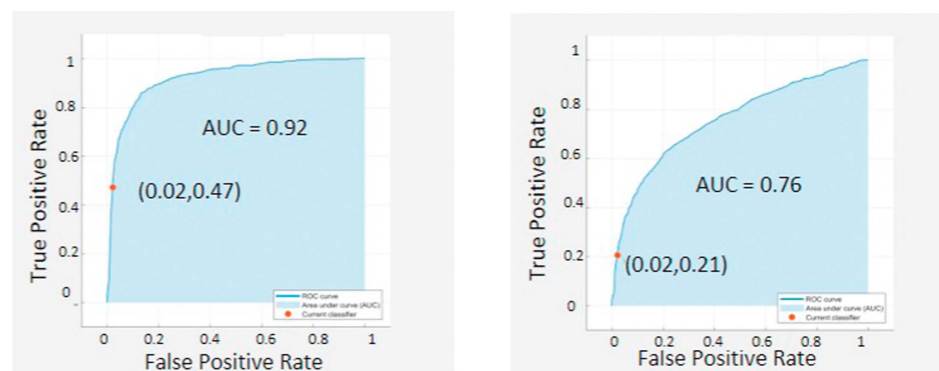 1
0.8
0.6
0.4
0.2
0
True Positive Rate
AUC = 0.92
(0.02,0.47)
ROC curve
Area under curve (AUC)
Current classifier
0 0.2 0.4 0.6 0.8 1
False Positive Rate
1
0.8
0.6
0.4
0.2
0
True Positive Rate
AUC = 0.76
(0.02,0.21)
ROC curve
Area under curve (AUC)
Current classifier
0 0.2 0.4 0.6 0.8 1
False Positive Rate